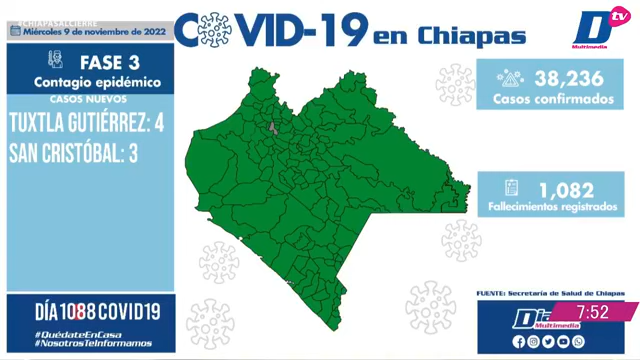 #CHIAPASALCIERRE
Miércoles 9 de noviembre de 2022
COVID-19 en Chiapas
D tv
Multimedia
FASE 3
Contagio epidémico
CASOS NUEVOS
TUXTLA GUTIÉRREZ: 4
SAN CRISTÓBAL: 3
38,236
Casos confirmados
1,082
Fallecimientos registrados
DÍA 1088 COVID19
#QuédateEnCasa
#NosotrosTeInformamos
FUENTE: Secretaría de Salud de Chiapas
Multimedia
7:52